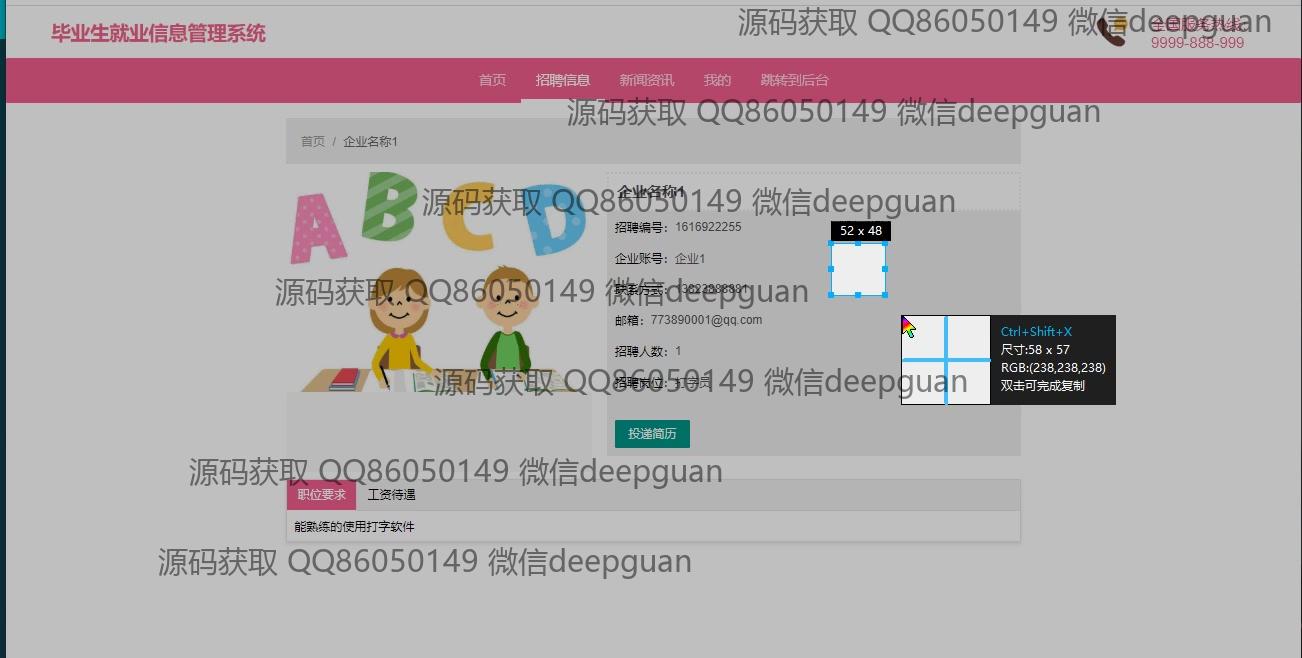 毕业生就业信息管理系统
源码获取 QQ86050149 微信deepguan
全国服务热线:
9999-888-999
首页 招聘信息 新闻资讯 我的 跳转到后台
源码获取 QQ86050149 微信deepguan
首页 / 企业名称1
A B C D
企业名称1
源码获取 QQ86050149 微信deepguan
招聘编号：1616922255
52 x 48
企业账号：企业1
联系方式：13823888881
源码获取 QQ86050149 微信deepguan
邮箱：773890001@qq.com
Ctrl+Shift+X
尺寸:58 x 57
RGB:(238,238,238)
双击可完成复制
招聘人数：1
招聘岗位：打字员
源码获取 QQ86050149 微信deepguan
投递简历
源码获取 QQ86050149 微信deepguan
职位要求 工资待遇
能熟练的使用打字软件
源码获取 QQ86050149 微信deepguan